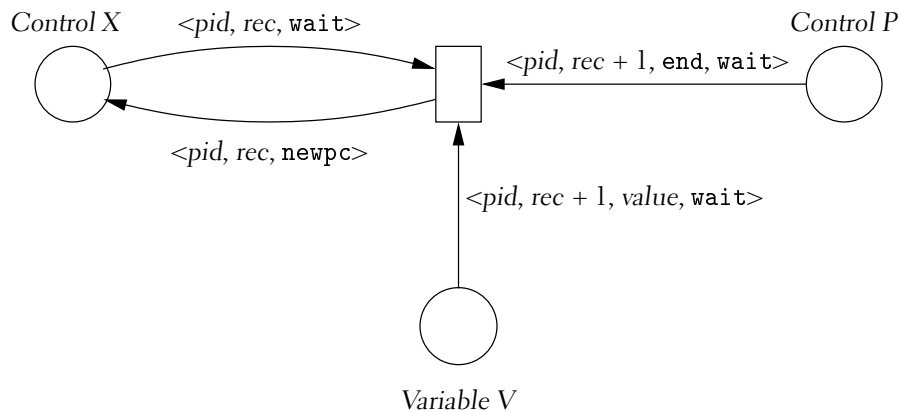 Control X
<pid, rec, wait>
Control P
<pid, rec + 1, end, wait>
<pid, rec, newpc>
<pid, rec + 1, value, wait>
Variable V